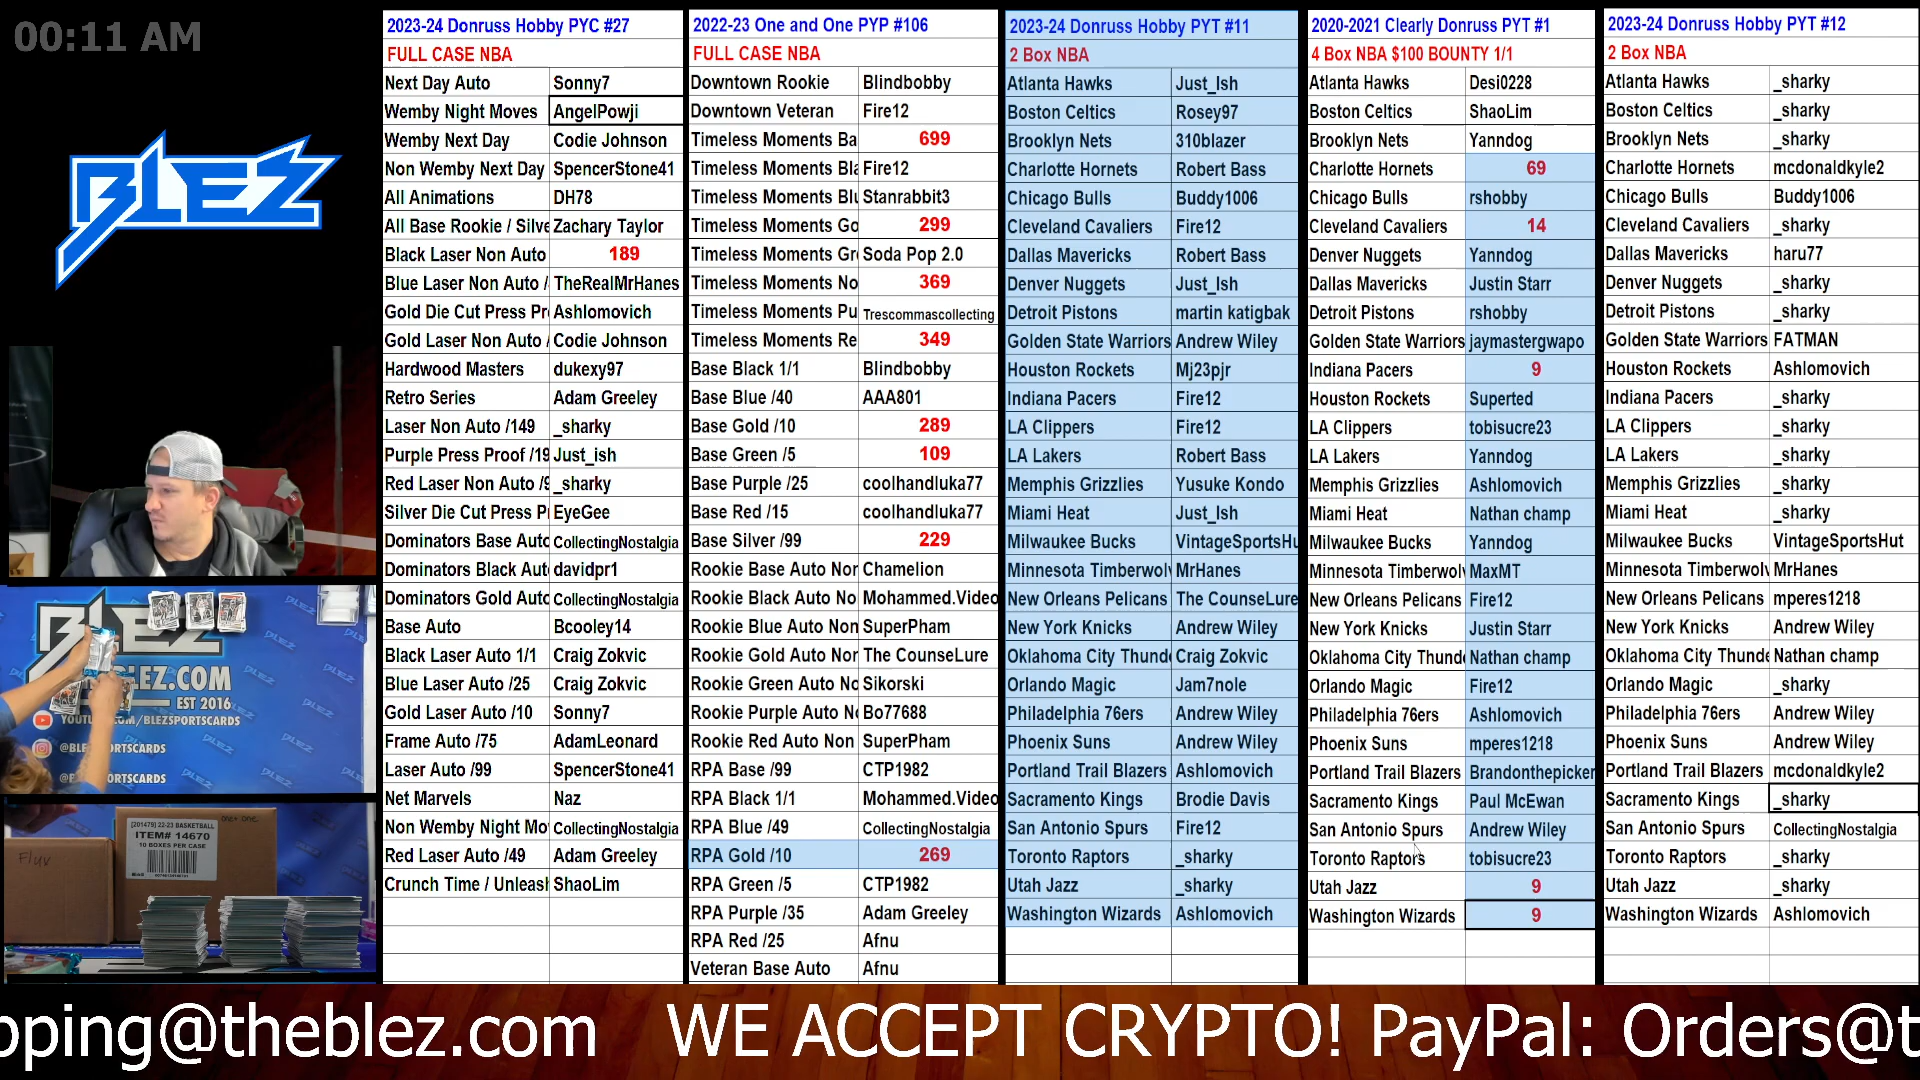 00:11 AM
BLEZ
BLEZ
EZ.COM
EST 2016
YOUTUBE.COM/BLEZSPORTSCARDS
[201479] 22-23 BASKETBALL
ITEM# 14670
10 BOXES PER CASE
one+one
Flux
2023-24 Donruss Hobby PYC #27
FULL CASE NBA
Next Day Auto Sonny7
Wemby Night Moves AngelPowji
Wemby Next Day Codie Johnson
Non Wemby Next Day SpencerStone41
All Animations DH78
All Base Rookie / Silve Zachary Taylor
Black Laser Non Auto 189
Blue Laser Non Auto / TheRealMrHanes
Gold Die Cut Press Pr Ashlomovich
Gold Laser Non Auto / Codie Johnson
Hardwood Masters dukexy97
Retro Series Adam Greeley
Laser Non Auto /149 _sharky
Purple Press Proof /19 Just_ish
Red Laser Non Auto /9 _sharky
Silver Die Cut Press P EyeGee
Dominators Base Auto CollectingNostalgia
Dominators Black Aut davidpr1
Dominators Gold Auto CollectingNostalgia
Base Auto Bcooley14
Black Laser Auto 1/1 Craig Zokvic
Blue Laser Auto /25 Craig Zokvic
Gold Laser Auto /10 Sonny7
Frame Auto /75 AdamLeonard
Laser Auto /99 SpencerStone41
Net Marvels Naz
Non Wemby Night Mo CollectingNostalgia
Red Laser Auto /49 Adam Greeley
Crunch Time / Unleash ShaoLim
2022-23 One and One PYP #106
FULL CASE NBA
Downtown Rookie Blindbobby
Downtown Veteran Fire12
Timeless Moments Ba 699
Timeless Moments Bla Fire12
Timeless Moments Blu Stanrabbit3
Timeless Moments Go 299
Timeless Moments Gr Soda Pop 2.0
Timeless Moments No 369
Timeless Moments Pu Trescommascollecting
Timeless Moments Re 349
Base Black 1/1 Blindbobby
Base Blue /40 AAA801
Base Gold /10 289
Base Green /5 109
Base Purple /25 coolhandluka77
Base Red /15 coolhandluka77
Base Silver /99 229
Rookie Base Auto Non Chamelion
Rookie Black Auto No Mohammed.Video
Rookie Blue Auto Non SuperPham
Rookie Gold Auto Non The CounseLure
Rookie Green Auto No Sikorski
Rookie Purple Auto No Bo77688
Rookie Red Auto Non SuperPham
RPA Base /99 CTP1982
RPA Black 1/1 Mohammed.Video
RPA Blue /49 CollectingNostalgia
RPA Gold /10 269
RPA Green /5 CTP1982
RPA Purple /35 Adam Greeley
RPA Red /25 Afnu
Veteran Base Auto Afnu
2023-24 Donruss Hobby PYT #11
2 Box NBA
Atlanta Hawks Just_Ish
Boston Celtics Rosey97
Brooklyn Nets 310blazer
Charlotte Hornets Robert Bass
Chicago Bulls Buddy1006
Cleveland Cavaliers Fire12
Dallas Mavericks Robert Bass
Denver Nuggets Just_Ish
Detroit Pistons martin katigbak
Golden State Warriors Andrew Wiley
Houston Rockets Mj23pjr
Indiana Pacers Fire12
LA Clippers Fire12
LA Lakers Robert Bass
Memphis Grizzlies Yusuke Kondo
Miami Heat Just_Ish
Milwaukee Bucks VintageSportsHu
Minnesota Timberwolv MrHanes
New Orleans Pelicans The CounseLure
New York Knicks Andrew Wiley
Oklahoma City Thunde Craig Zokvic
Orlando Magic Jam7nole
Philadelphia 76ers Andrew Wiley
Phoenix Suns Andrew Wiley
Portland Trail Blazers Ashlomovich
Sacramento Kings Brodie Davis
San Antonio Spurs Fire12
Toronto Raptors _sharky
Utah Jazz _sharky
Washington Wizards Ashlomovich
2020-2021 Clearly Donruss PYT #1
4 Box NBA $100 BOUNTY 1/1
Atlanta Hawks Desi0228
Boston Celtics ShaoLim
Brooklyn Nets Yanndog
Charlotte Hornets 69
Chicago Bulls rshobby
Cleveland Cavaliers 14
Denver Nuggets Yanndog
Dallas Mavericks Justin Starr
Detroit Pistons rshobby
Golden State Warriors jaymastergwapo
Indiana Pacers 9
Houston Rockets Superted
LA Clippers tobisucre23
LA Lakers Yanndog
Memphis Grizzlies Ashlomovich
Miami Heat Nathan champ
Milwaukee Bucks Yanndog
Minnesota Timberwolv MaxMT
New Orleans Pelicans Fire12
New York Knicks Justin Starr
Oklahoma City Thunde Nathan champ
Orlando Magic Fire12
Philadelphia 76ers Ashlomovich
Phoenix Suns mperes1218
Portland Trail Blazers Brandonthepicker
Sacramento Kings Paul McEwan
San Antonio Spurs Andrew Wiley
Toronto Raptors tobisucre23
Utah Jazz 9
Washington Wizards 9
2023-24 Donruss Hobby PYT #12
2 Box NBA
Atlanta Hawks _sharky
Boston Celtics _sharky
Brooklyn Nets _sharky
Charlotte Hornets mcdonaldkyle2
Chicago Bulls Buddy1006
Cleveland Cavaliers _sharky
Dallas Mavericks haru77
Denver Nuggets _sharky
Detroit Pistons _sharky
Golden State Warriors FATMAN
Houston Rockets Ashlomovich
Indiana Pacers _sharky
LA Clippers _sharky
LA Lakers _sharky
Memphis Grizzlies _sharky
Miami Heat _sharky
Milwaukee Bucks VintageSportsHut
Minnesota Timberwolv MrHanes
New Orleans Pelicans mperes1218
New York Knicks Andrew Wiley
Oklahoma City Thunde Nathan champ
Orlando Magic _sharky
Philadelphia 76ers Andrew Wiley
Phoenix Suns Andrew Wiley
Portland Trail Blazers mcdonaldkyle2
Sacramento Kings _sharky
San Antonio Spurs CollectingNostalgia
Toronto Raptors _sharky
Utah Jazz _sharky
Washington Wizards Ashlomovich
pping@theblez.com WE ACCEPT CRYPTO! PayPal: Orders@t